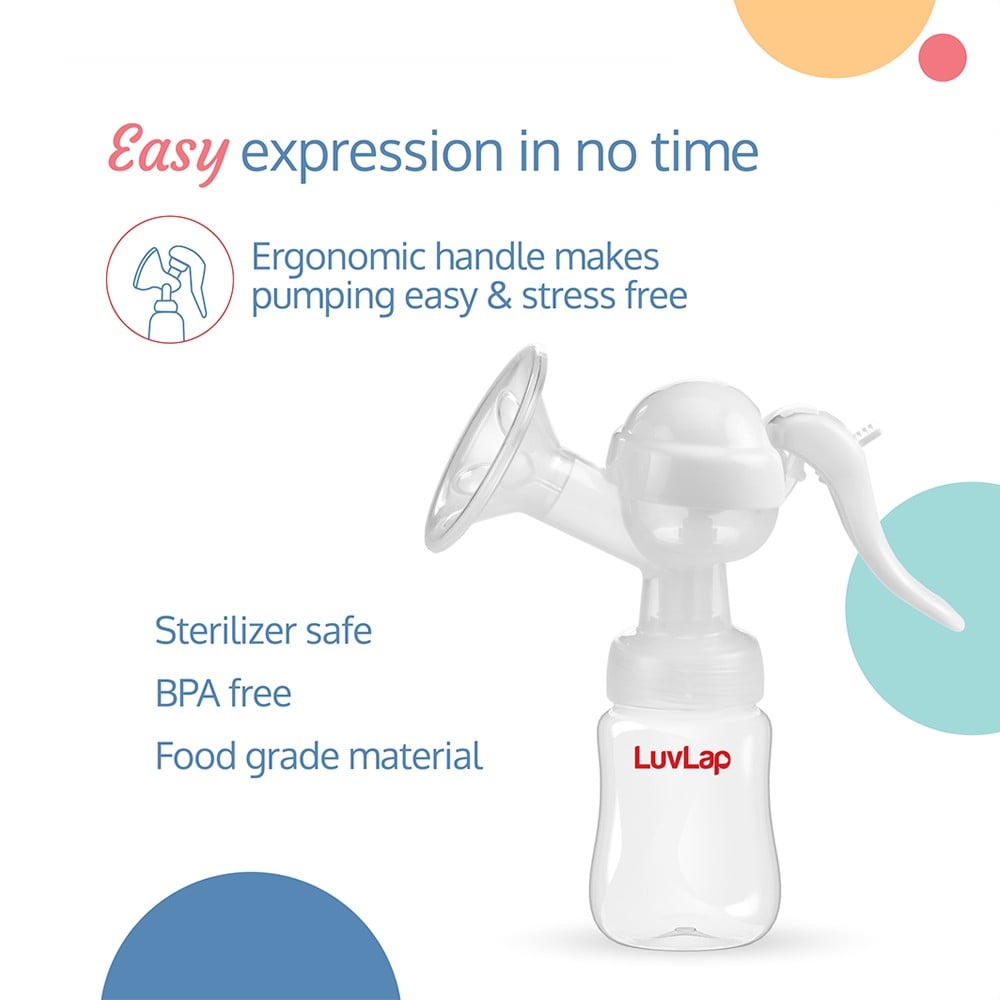 Easy expression in no time
Ergonomic handle makes
pumping easy & stress free
Sterilizer safe
BPA free
Food grade material
LuvLap